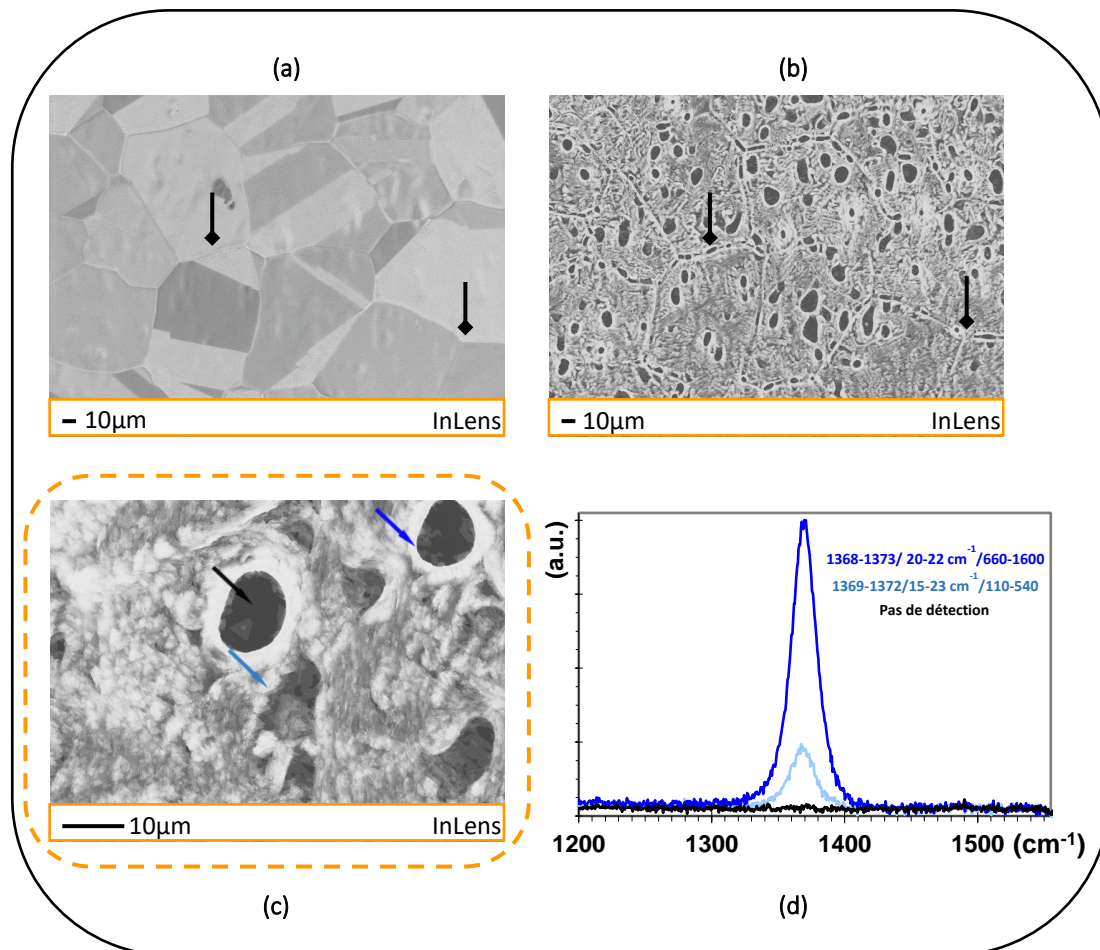 (a)
(b)
10µm InLens
10µm InLens
10µm InLens
(c)
(a.u.)
1368-1373/ 20-22 cm⁻¹/660-1600
1369-1372/15-23 cm⁻¹/110-540
Pas de détection
1200 1300 1400 1500 (cm⁻¹)
(d)